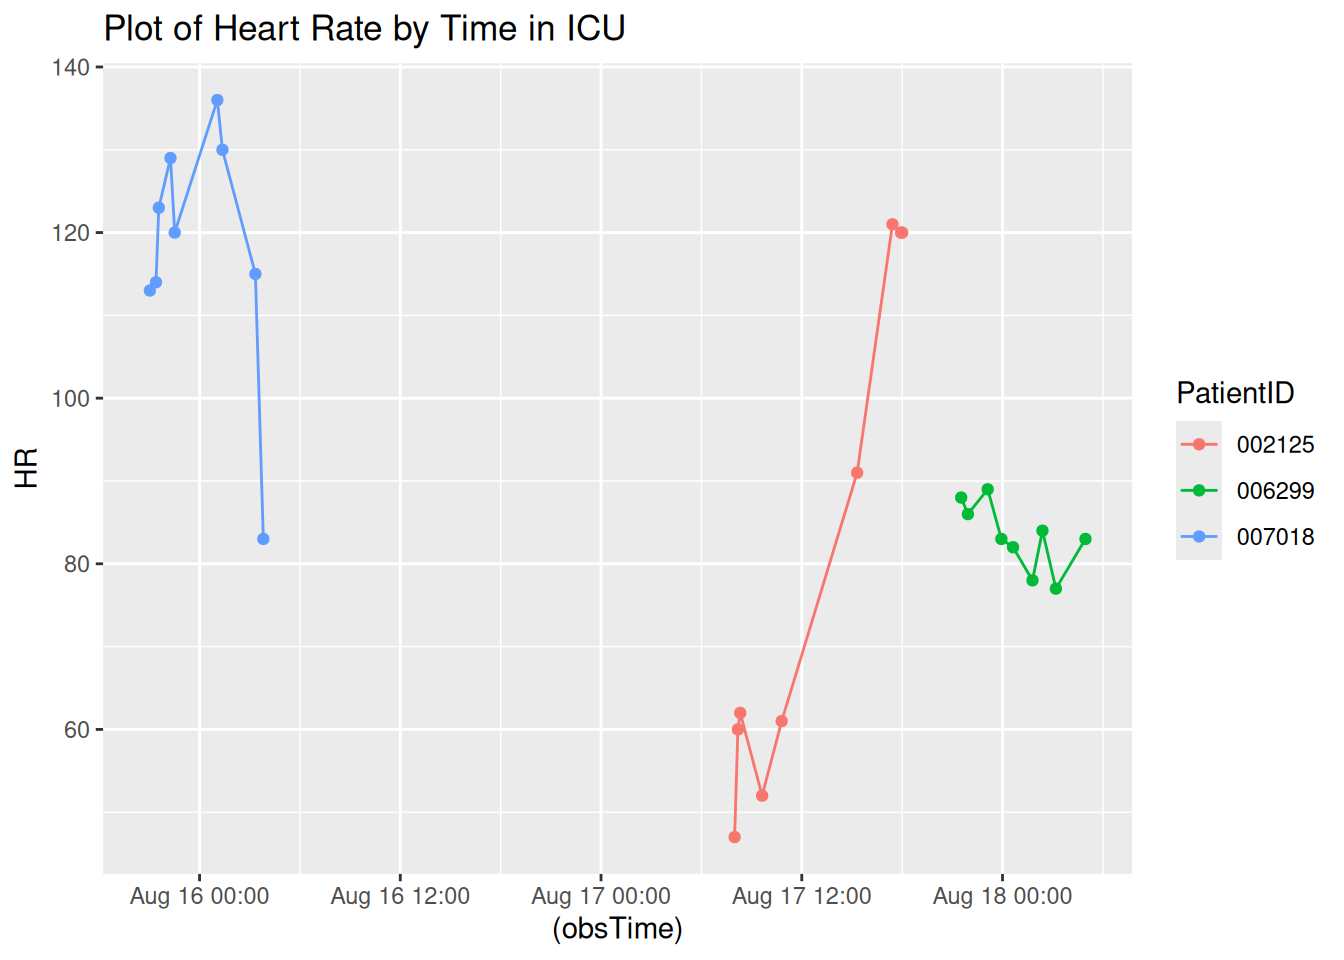 Plot of Heart Rate by Time in ICU
140
120
100
80
60
HR
Aug 16 00:00
Aug 16 12:00
Aug 17 00:00
Aug 17 12:00
Aug 18 00:00
(obsTime)
PatientID
002125
006299
007018